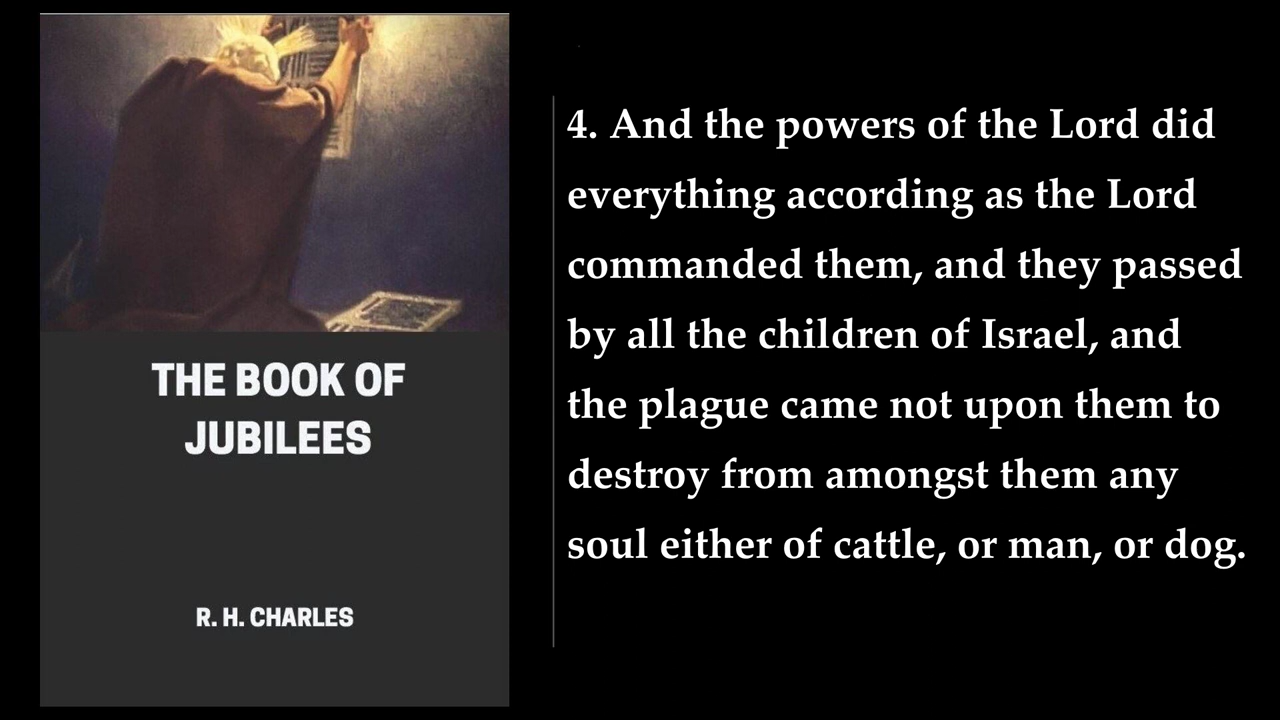 THE BOOK OF
JUBILEES
R. H. CHARLES
4. And the powers of the Lord did
everything according as the Lord
commanded them, and they passed
by all the children of Israel, and
the plague came not upon them to
destroy from amongst them any
soul either of cattle, or man, or dog.